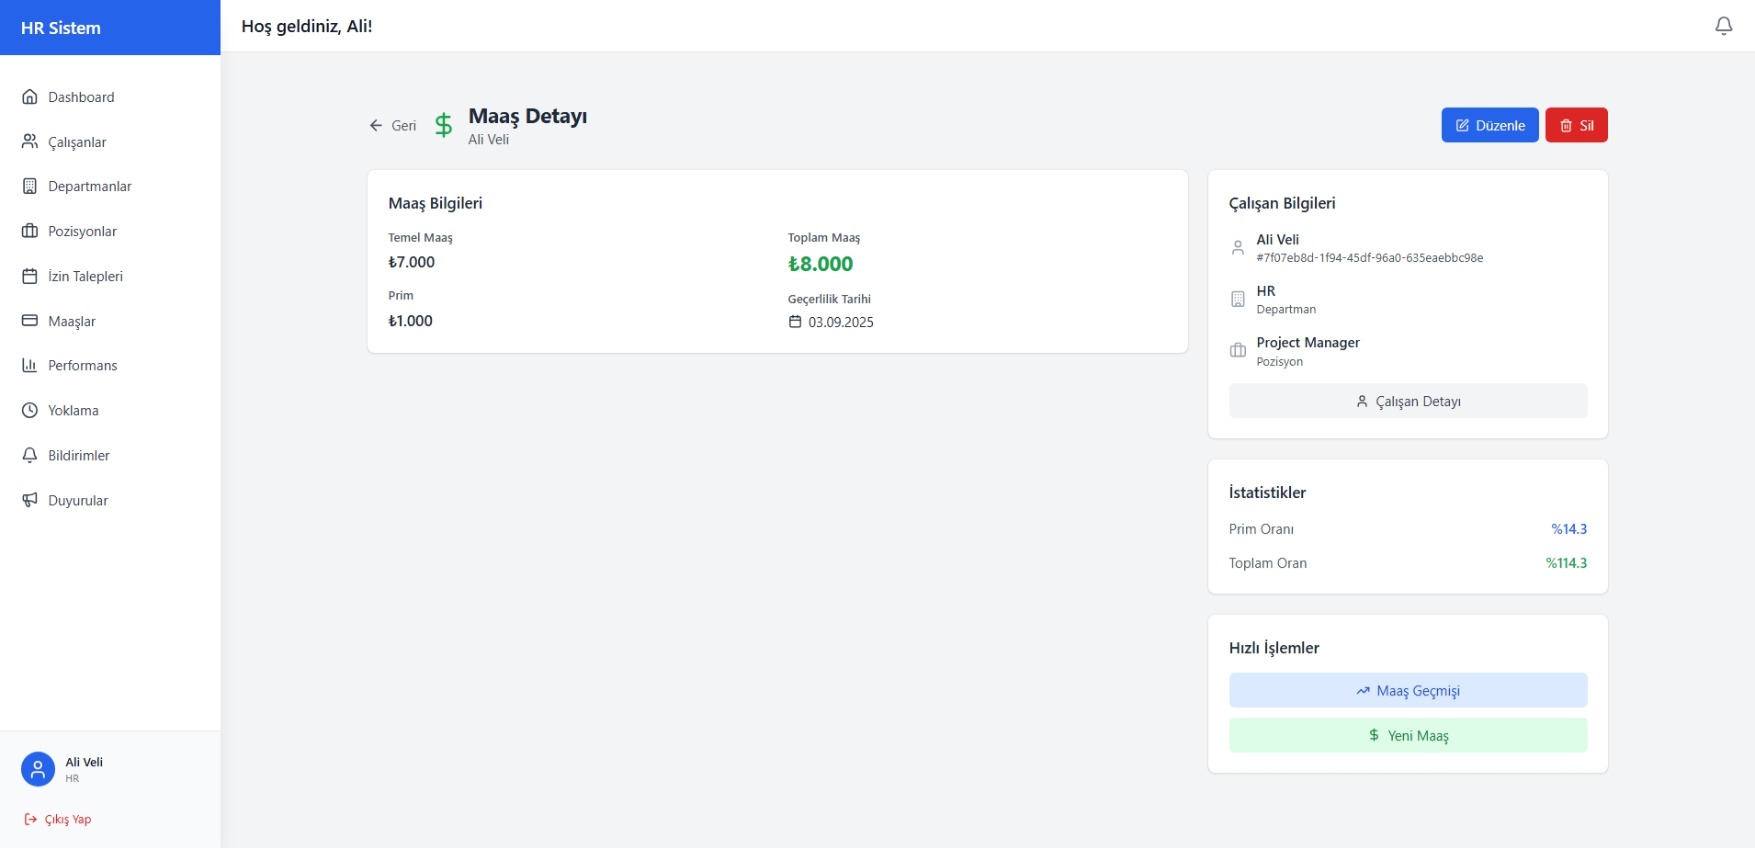 HR Sistem
Hoş geldiniz, Ali!
Dashboard
Çalışanlar
Departmanlar
Pozisyonlar
İzin Talepleri
Maaşlar
Performans
Yoklama
Bildirimler
Duyurular
Ali Veli
HR
Çıkış Yap
Geri
Maaş Detayı
Ali Veli
Düzenle
Sil
Maaş Bilgileri
Temel Maaş
₺7.000
Prim
₺1.000
Toplam Maaş
₺8.000
Geçerlilik Tarihi
03.09.2025
Çalışan Bilgileri
Ali Veli
#7f07eb8d-1f94-45df-96a0-635eaebbc98e
HR
Departman
Project Manager
Pozisyon
Çalışan Detayı
İstatistikler
Prim Oranı %14.3
Toplam Oran %114.3
Hızlı İşlemler
Maaş Geçmişi
Yeni Maaş